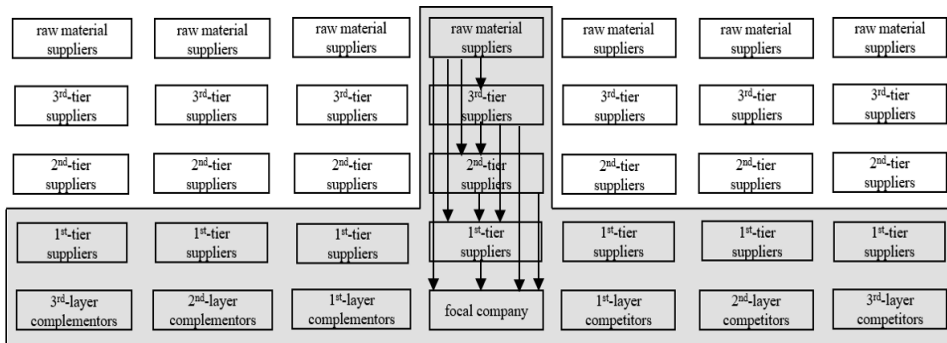 raw material suppliers raw material suppliers raw material suppliers raw material suppliers raw material suppliers raw material suppliers raw material suppliers
3rd-tier suppliers 3rd-tier suppliers 3rd-tier suppliers 3rd-tier suppliers 3rd-tier suppliers 3rd-tier suppliers 3rd-tier suppliers
2nd-tier suppliers 2nd-tier suppliers 2nd-tier suppliers 2nd-tier suppliers 2nd-tier suppliers 2nd-tier suppliers 2nd-tier suppliers
1st-tier suppliers 1st-tier suppliers 1st-tier suppliers 1st-tier suppliers 1st-tier suppliers 1st-tier suppliers 1st-tier suppliers
3rd-layer complementors 2nd-layer complementors 1st-layer complementors focal company 1st-layer competitors 2nd-layer competitors 3rd-layer competitors